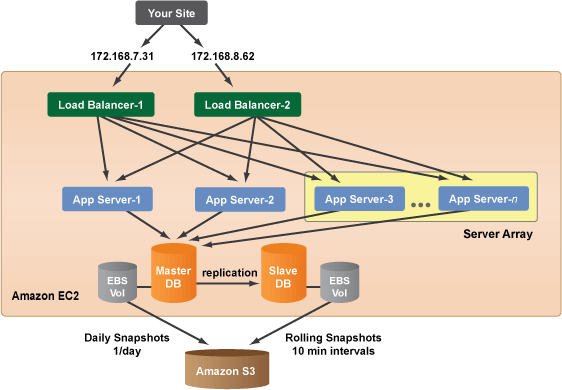 Your Site
172.168.7.31
172.168.8.62
Load Balancer-1
Load Balancer-2
App Server-1
App Server-2
App Server-3
App Server-n
Server Array
Master
DB
replication
Slave
DB
EBS
Vol
EBS
Vol
Amazon EC2
Daily Snapshots
1/day
Rolling Snapshots
10 min intervals
Amazon S3